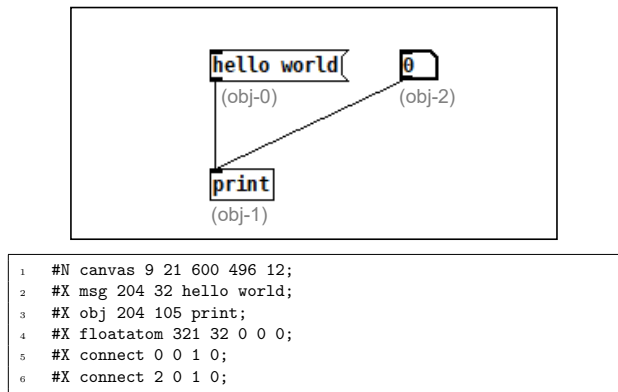 hello world 0
(obj-0) (obj-2)
print
(obj-1)
1 #N canvas 9 21 600 496 12;
2 #X msg 204 32 hello world;
3 #X obj 204 105 print;
4 #X floatatom 321 32 0 0 0;
5 #X connect 0 0 1 0;
6 #X connect 2 0 1 0;